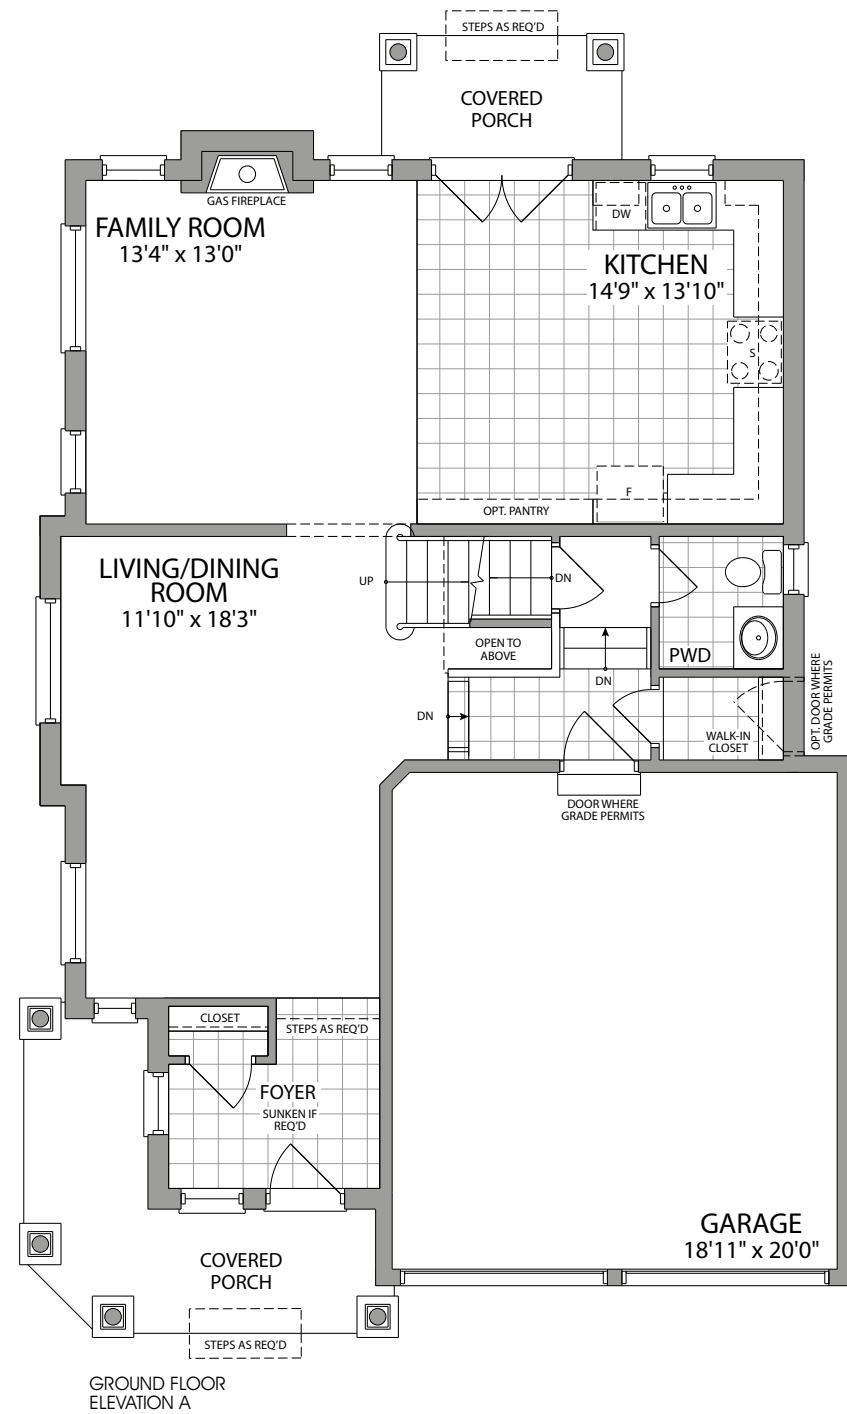 STEPS AS REQ'D
COVERED
PORCH
GAS FIREPLACE
FAMILY ROOM
13'4" x 13'0"
DW
KITCHEN
14'9" x 13'10"
S
F
OPT. PANTRY
LIVING/DINING
ROOM
11'10" x 18'3"
UP
DN
OPEN TO
ABOVE
PWD
DN
DN
WALK-IN
CLOSET
OPT. DOOR WHERE
GRADE PERMITS
DOOR WHERE
GRADE PERMITS
CLOSET
STEPS AS REQ'D
FOYER
SUNKEN IF
REQ'D
GARAGE
18'11" x 20'0"
COVERED
PORCH
STEPS AS REQ'D
GROUND FLOOR
ELEVATION A